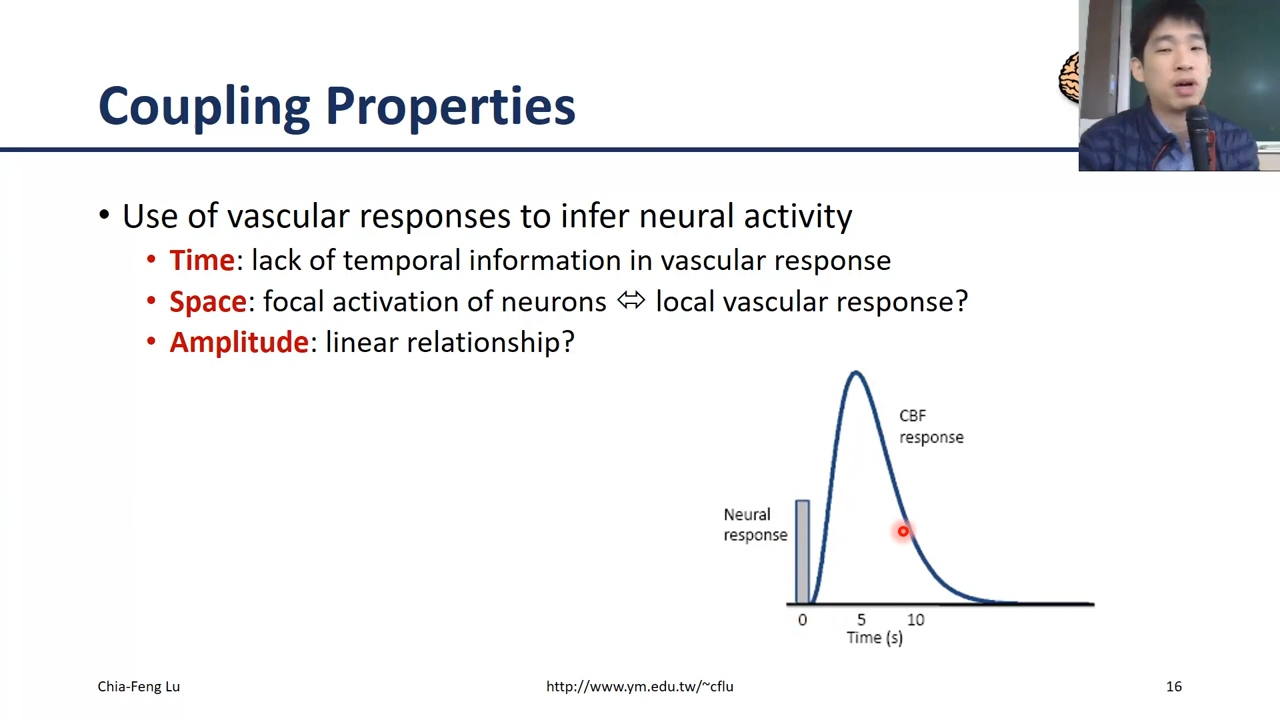 Coupling Properties
• Use of vascular responses to infer neural activity
• Time: lack of temporal information in vascular response
• Space: focal activation of neurons ⬄ local vascular response?
• Amplitude: linear relationship?
CBF
response
Neural
response
0 5 10
Time (s)
Chia-Feng Lu http://www.ym.edu.tw/~cflu 16